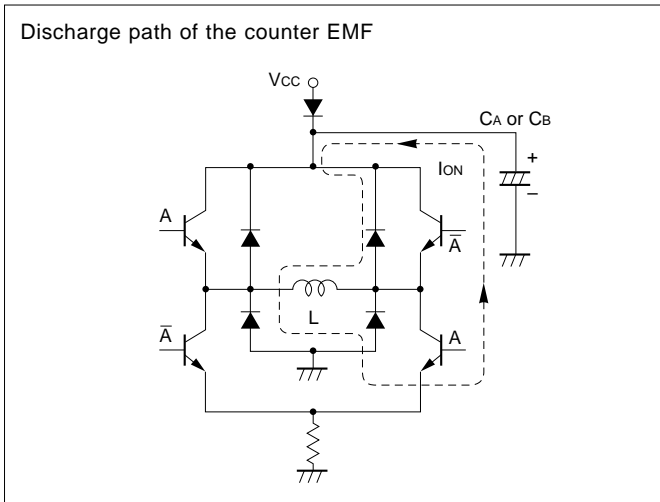 Discharge path of the counter EMF
VCC
CA or CB
+
ION
−
A
A̅
L
A̅
A